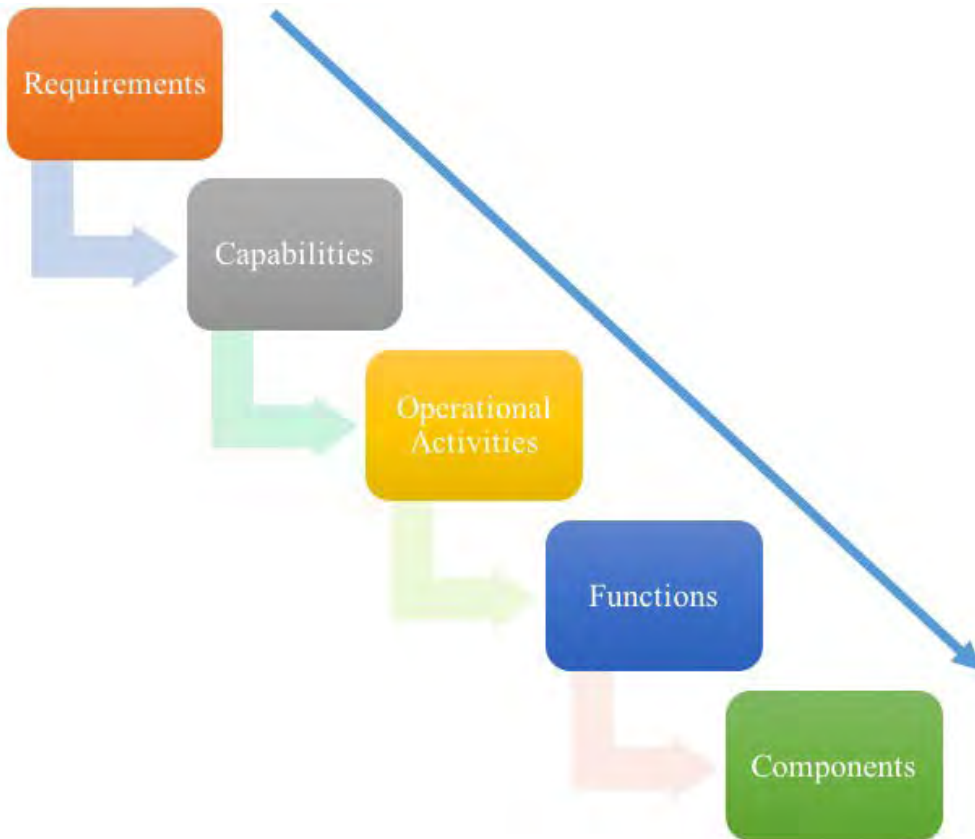 Requirements
Capabilities
Operational
Activities
Functions
Components